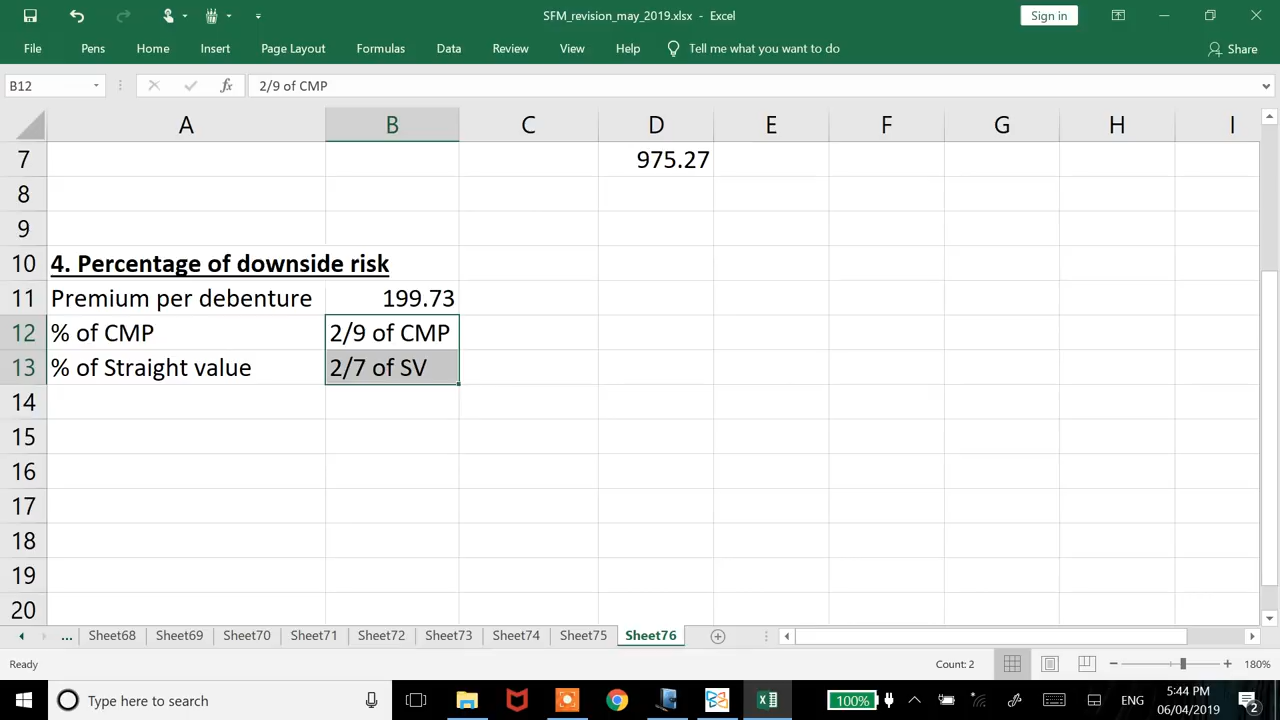 SFM_revision_may_2019.xlsx - Excel
Sign in
File Pens Home Insert Page Layout Formulas Data Review View Help Tell me what you want to do Share
B12 fx 2/9 of CMP
A B C D E F G H I
7 975.27
8
9
10 4. Percentage of downside risk
11 Premium per debenture 199.73
12 % of CMP 2/9 of CMP
13 % of Straight value 2/7 of SV
14
15
16
17
18
19
20
... Sheet68 Sheet69 Sheet70 Sheet71 Sheet72 Sheet73 Sheet74 Sheet75 Sheet76
Ready Count: 2 180%
Type here to search 100% ENG 5:44 PM 2
06/04/2019